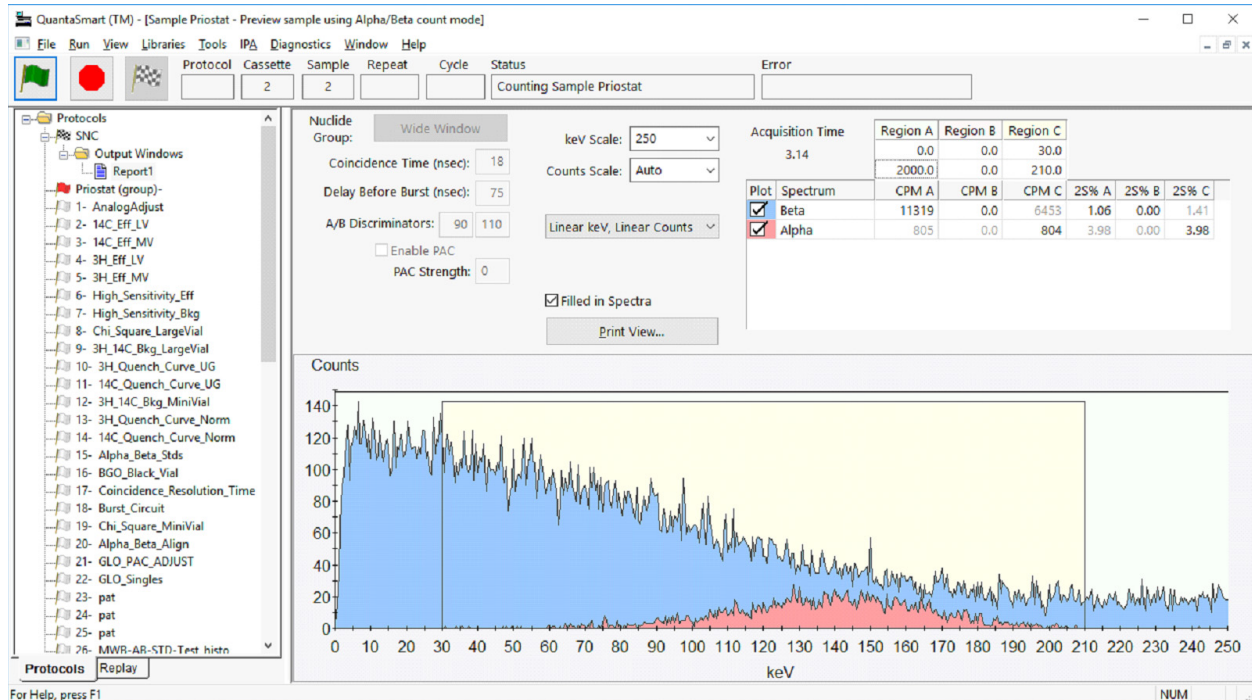 QuantaSmart (TM) - [Sample Priostat - Preview sample using Alpha/Beta count mode]
File Run View Libraries Tools IPA Diagnostics Window Help
Protocol Cassette Sample Repeat Cycle Status Error
2 2 Counting Sample Priostat
Protocols
SNC
Output Windows
Report1
Priostat (group)-
1- AnalogAdjust
2- 14C_Eff_LV
3- 14C_Eff_MV
4- 3H_Eff_LV
5- 3H_Eff_MV
6- High_Sensitivity_Eff
7- High_Sensitivity_Bkg
8- Chi_Square_LargeVial
9- 3H_14C_Bkg_LargeVial
10- 3H_Quench_Curve_UG
11- 14C_Quench_Curve_UG
12- 3H_14C_Bkg_MiniVial
13- 3H_Quench_Curve_Norm
14- 14C_Quench_Curve_Norm
15- Alpha_Beta_Stds
16- BGO_Black_Vial
17- Coincidence_Resolution_Time
18- Burst_Circuit
19- Chi_Square_MiniVial
20- Alpha_Beta_Align
21- GLO_PAC_ADJUST
22- GLO_Singles
23- pat
24- pat
25- pat
26- MWB-AB-STD-Test histo
Protocols Replay
Nuclide
Group: Wide Window
Coincidence Time (nsec): 18
Delay Before Burst (nsec): 75
A/B Discriminators: 90 110
Enable PAC
PAC Strength: 0
keV Scale: 250
Counts Scale: Auto
Linear keV, Linear Counts
Filled in Spectra
Print View...
Acquisition Time Region A Region B Region C
3.14 0.0 0.0 30.0
2000.0 0.0 210.0
Plot Spectrum CPM A CPM B CPM C 2S% A 2S% B 2S% C
Beta 11319 0.0 6453 1.06 0.00 1.41
Alpha 805 0.0 804 3.98 0.00 3.98
Counts
140
120
100
80
60
40
20
0
0 10 20 30 40 50 60 70 80 90 100 110 120 130 140 150 160 170 180 190 200 210 220 230 240 250
keV
For Help, press F1 NUM